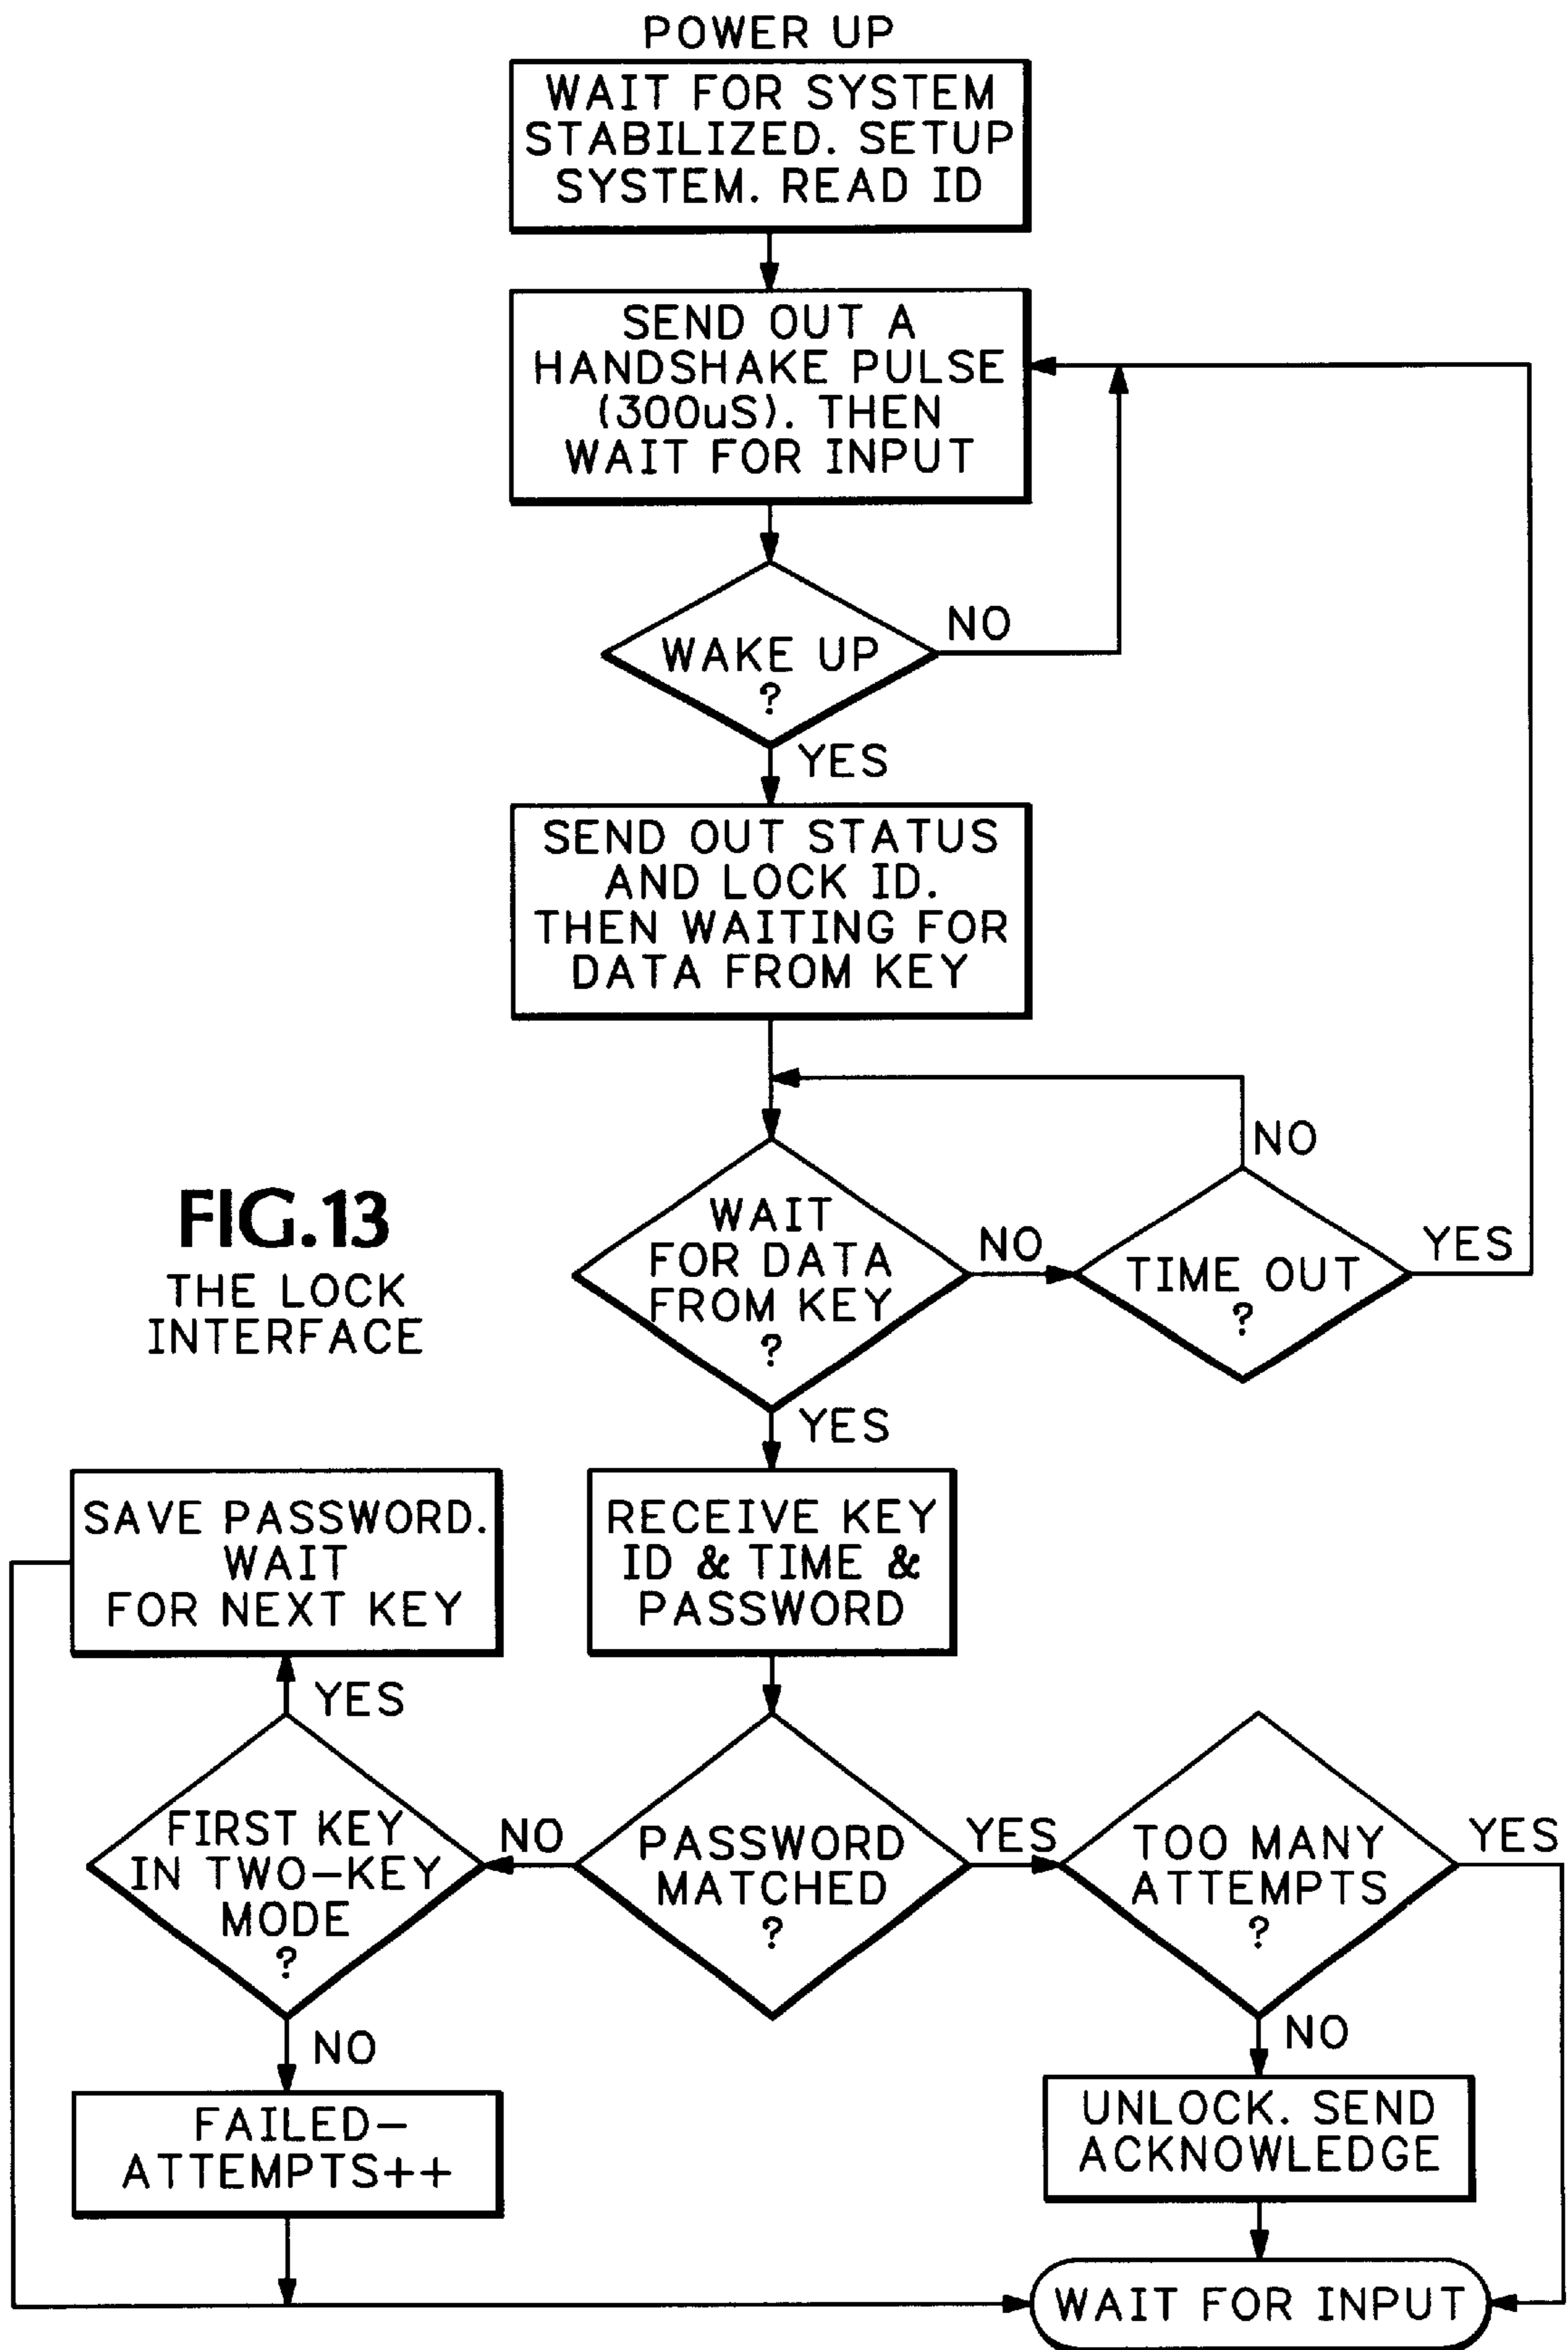 POWER UP
WAIT FOR SYSTEM
STABILIZED. SETUP
SYSTEM. READ ID
SEND OUT A
HANDSHAKE PULSE
(300uS). THEN
WAIT FOR INPUT
WAKE UP
?
NO
YES
SEND OUT STATUS
AND LOCK ID.
THEN WAITING FOR
DATA FROM KEY
WAIT
FOR DATA
FROM KEY
?
NO
TIME OUT
?
NO
YES
YES
FIG.13
THE LOCK
INTERFACE
RECEIVE KEY
ID & TIME &
PASSWORD
PASSWORD
MATCHED
?
NO
YES
FIRST KEY
IN TWO-KEY
MODE
?
YES
SAVE PASSWORD.
WAIT
FOR NEXT KEY
NO
FAILED-
ATTEMPTS++
TOO MANY
ATTEMPTS
?
YES
NO
UNLOCK. SEND
ACKNOWLEDGE
WAIT FOR INPUT